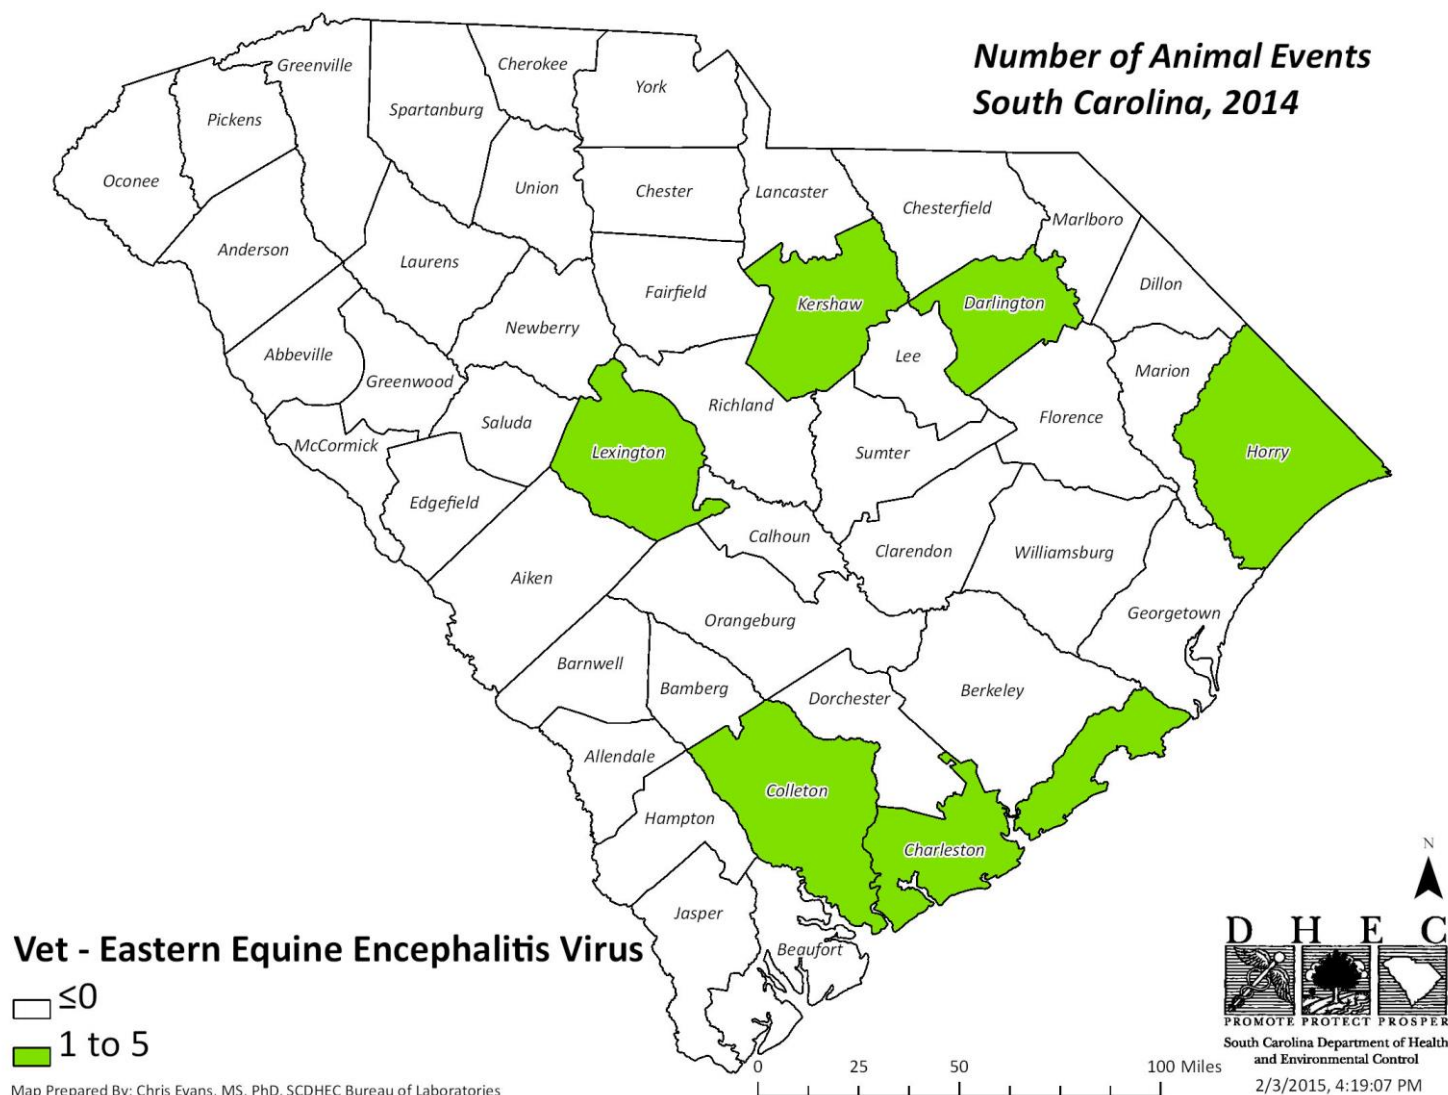 Number of Animal Events
South Carolina, 2014
Greenville
Cherokee
York
Spartanburg
Pickens
Oconee
Union
Chester
Lancaster
Chesterfield
Marlboro
Anderson
Laurens
Fairfield
Kershaw
Darlington
Dillon
Newberry
Abbeville
Lee
Marion
Greenwood
Richland
Florence
Saluda
McCormick
Lexington
Sumter
Horry
Edgefield
Calhoun
Clarendon
Williamsburg
Aiken
Orangeburg
Georgetown
Barnwell
Bamberg
Dorchester
Berkeley
Allendale
Colleton
Hampton
Charleston
Jasper
Beaufort
Vet - Eastern Equine Encephalitis Virus
≤0
1 to 5
Map Prepared By: Chris Evans, MS, PhD, SCDHEC Bureau of Laboratories
0 25 50 100 Miles
N
D H E C
PROMOTE PROTECT PROSPER
South Carolina Department of Health
and Environmental Control
2/3/2015, 4:19:07 PM